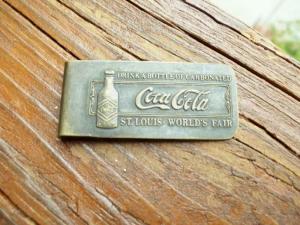 DRINK A BOTTLE OF CARBONATED
Coca-Cola
ST. LOUIS WORLD'S FAIR